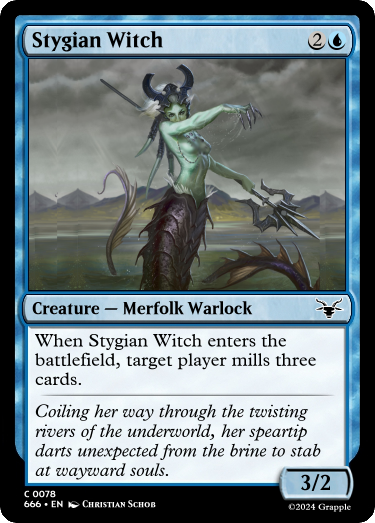 Stygian Witch 2
Creature — Merfolk Warlock
When Stygian Witch enters the
battlefield, target player mills three
cards.
Coiling her way through the twisting
rivers of the underworld, her speartip
darts unexpected from the brine to stab
at wayward souls.
3/2
C 0078
666 • EN Christian Schob
©2024 Grapple